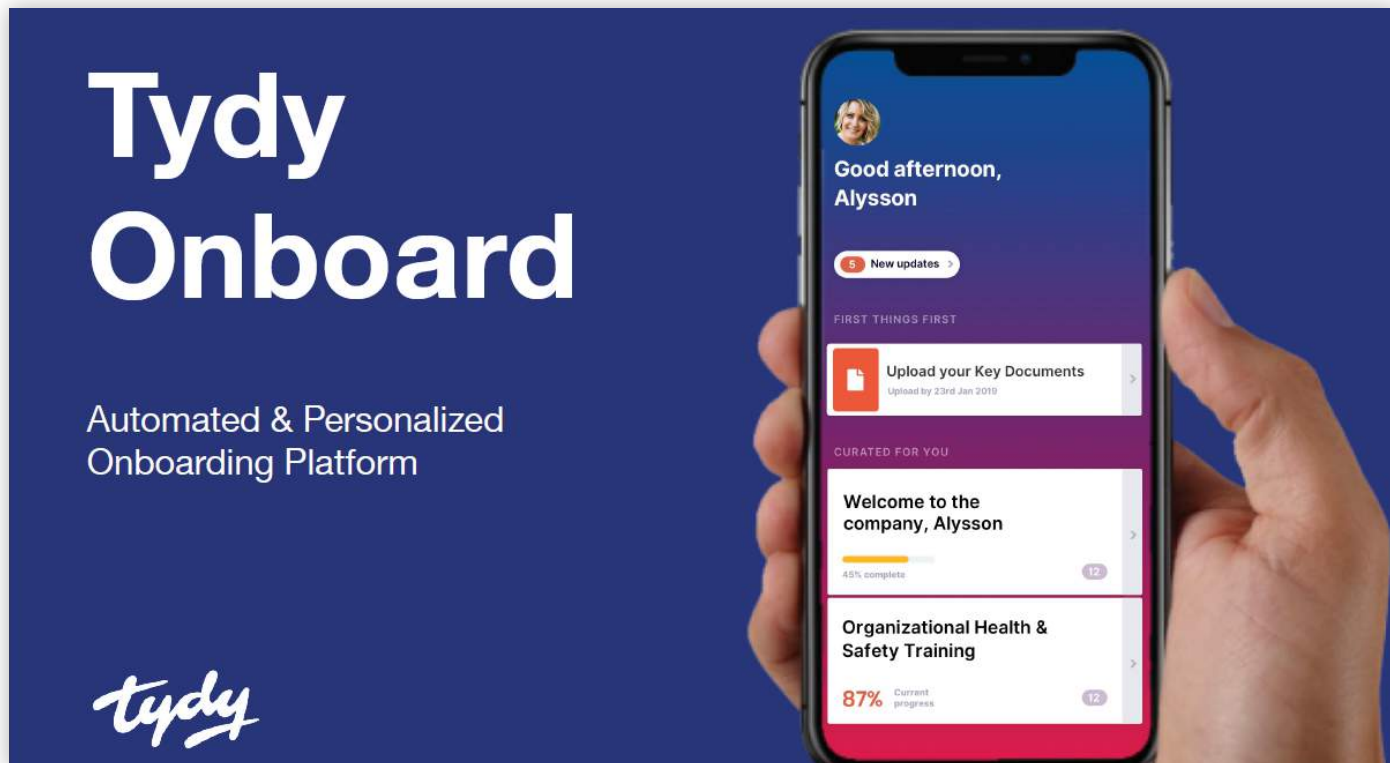 Tydy
Onboard
Automated & Personalized
Onboarding Platform
tydy
Good afternoon,
Alysson
5 New updates >
FIRST THINGS FIRST
Upload your Key Documents
Upload by 23rd Jan 2019
CURATED FOR YOU
Welcome to the
company, Alysson
45% complete
12
Organizational Health &
Safety Training
87% Current
progress
12